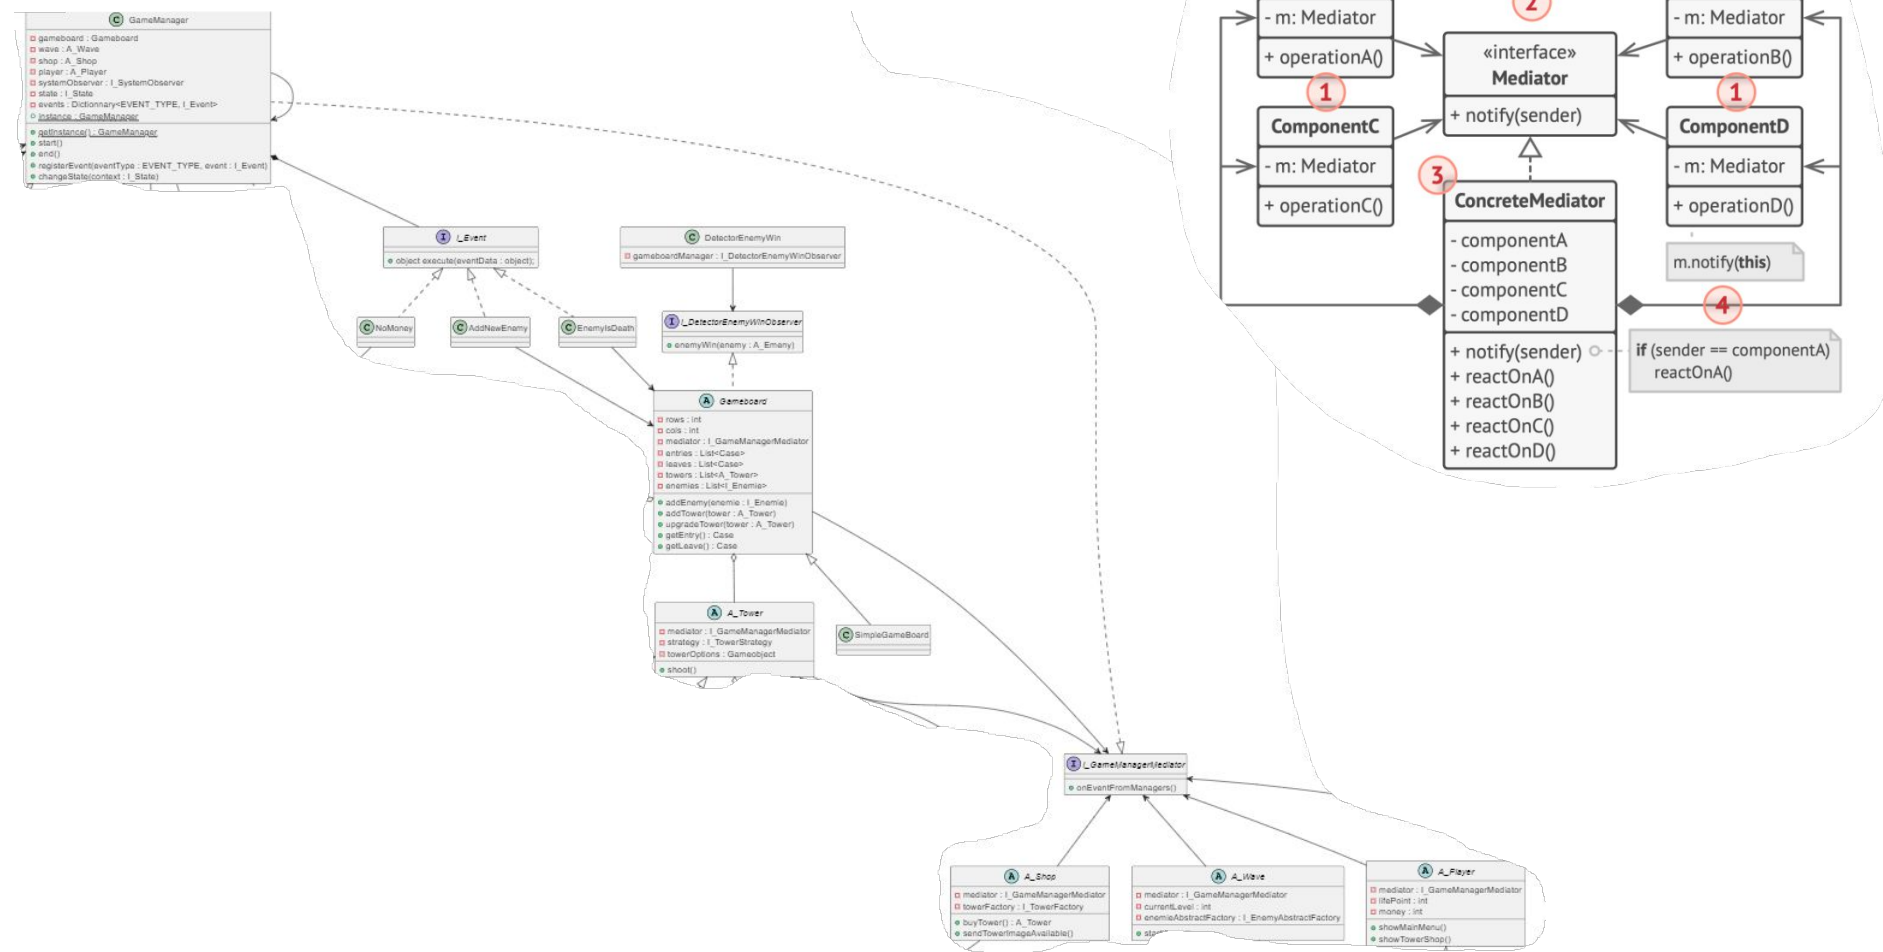 C GameManager
gameboard : Gameboard
wave : A_Wave
shop : A_Shop
player : A_Player
systemObserver : I_SystemObserver
state : I_State
events : Dictionnary<EVENT_TYPE, I_Event>
instance : GameManager
getInstance() : GameManager
start()
end()
registerEvent(eventType : EVENT_TYPE, event : I_Event)
changeState(context : I_State)
I I_Event
object execute(eventData : object);
C NoMoney
C AddNewEnemy
C EnemyIsDeath
C DetectorEnemyWin
gameboardManager : I_DetectorEnemyWinObserver
I I_DetectorEnemyWinObserver
enemyWin(enemy : A_Emeny)
A Gameboard
rows : int
cols : int
mediator : I_GameManagerMediator
entries : List<Case>
leaves : List<Case>
towers : List<A_Tower>
enemies : List<I_Enemie>
addEnemy(enemie : I_Enemie)
addTower(tower : A_Tower)
upgradeTower(tower : A_Tower)
getEntry() : Case
getLeave() : Case
A A_Tower
mediator : I_GameManagerMediator
strategy : I_TowerStrategy
towerOptions : Gameobject
shoot()
C SimpleGameBoard
I I_GameManagerMediator
onEventFromManagers()
A A_Shop
mediator : I_GameManagerMediator
towerFactory : I_TowerFactory
buyTower() : A_Tower
sendTowerImageAvailable()
A A_Wave
mediator : I_GameManagerMediator
currentLevel : int
enemieAbstractFactory : I_EnemyAbstractFactory
A A_Player
mediator : I_GameManagerMediator
lifePoint : int
money : int
showMainMenu()
showTowerShop()
- m: Mediator
+ operationA()
2
«interface»
Mediator
+ notify(sender)
- m: Mediator
+ operationB()
1
ComponentC
- m: Mediator
+ operationC()
1
ComponentD
- m: Mediator
+ operationD()
m.notify(this)
3
ConcreteMediator
- componentA
- componentB
- componentC
- componentD
+ notify(sender)
+ reactOnA()
+ reactOnB()
+ reactOnC()
+ reactOnD()
4
if (sender == componentA)
reactOnA()